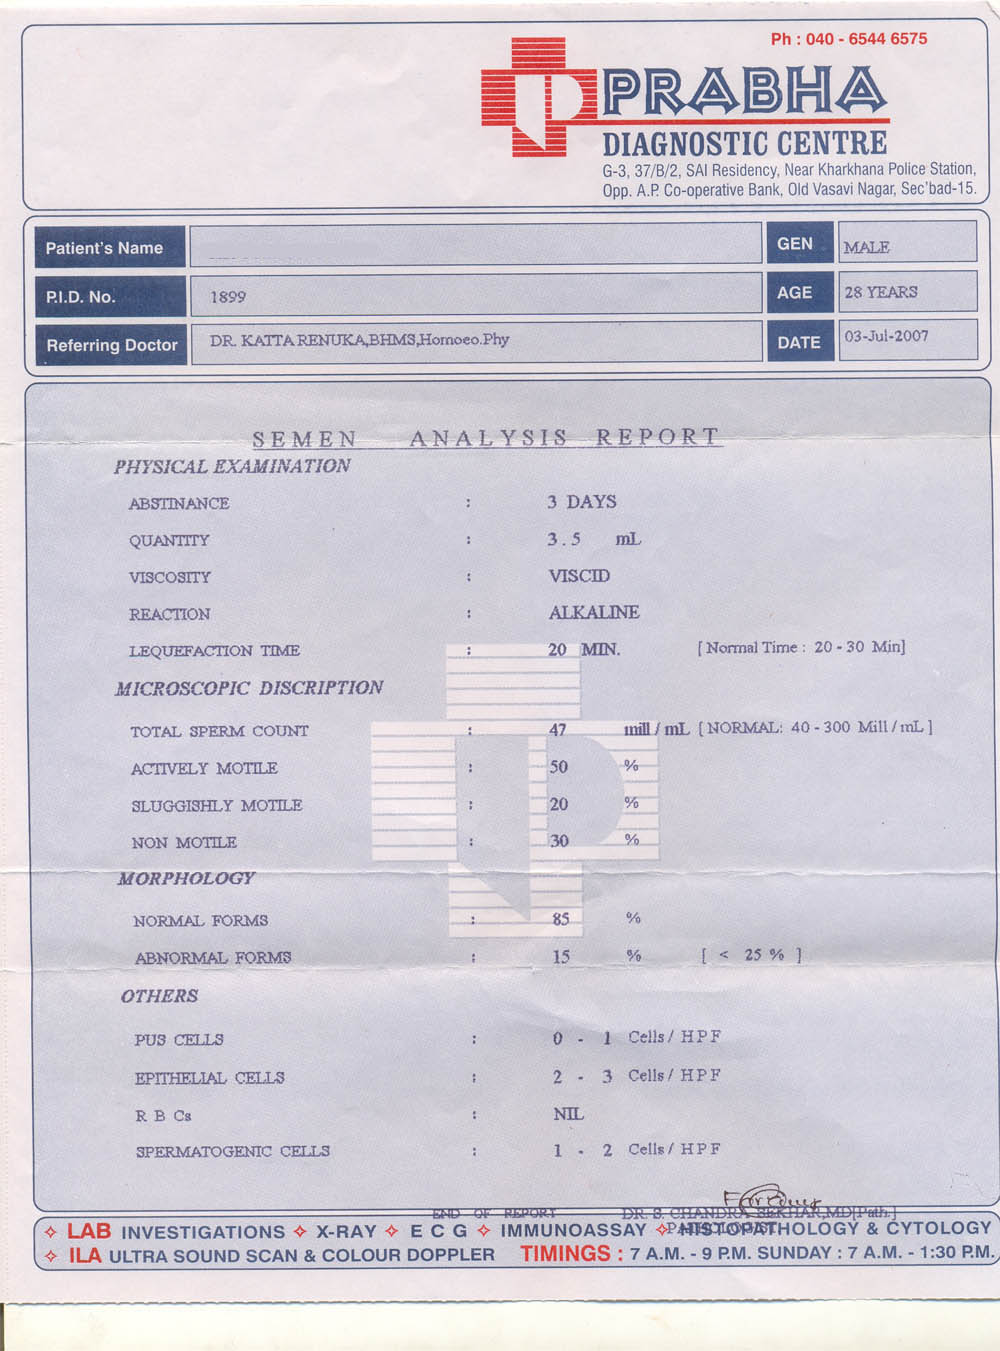 Ph : 040 - 6544 6575
PRABHA
DIAGNOSTIC CENTRE
G-3, 37/B/2, SAI Residency, Near Kharkhana Police Station,
Opp. A.P. Co-operative Bank, Old Vasavi Nagar, Sec'bad-15.
Patient's Name GEN MALE
P.I.D. No. 1899 AGE 28 YEARS
Referring Doctor DR. KATTA RENUKA,BHMS,Homoeo.Phy DATE 03-Jul-2007
SEMEN ANALYSIS REPORT
PHYSICAL EXAMINATION
ABSTINANCE : 3 DAYS
QUANTITY : 3.5 mL
VISCOSITY : VISCID
REACTION : ALKALINE
LEQUEFACTION TIME : 20 MIN. [ Normal Time : 20 - 30 Min]
MICROSCOPIC DISCRIPTION
TOTAL SPERM COUNT : 47 mill / mL [ NORMAL: 40 - 300 Mill / mL ]
ACTIVELY MOTILE : 50 %
SLUGGISHLY MOTILE : 20 %
NON MOTILE : 30 %
MORPHOLOGY
NORMAL FORMS : 85 %
ABNORMAL FORMS : 15 % [ < 25 % ]
OTHERS
PUS CELLS : 0 - 1 Cells / HPF
EPITHELIAL CELLS : 2 - 3 Cells / HPF
R B Cs : NIL
SPERMATOGENIC CELLS : 1 - 2 Cells / HPF
END OF REPORT DR. S. CHANDRA SEKHAR,MD[Path.]
LAB INVESTIGATIONS X-RAY E C G IMMUNOASSAY HISTOPATHOLOGY & CYTOLOGY
ILA ULTRA SOUND SCAN & COLOUR DOPPLER TIMINGS : 7 A.M. - 9 P.M. SUNDAY : 7 A.M. - 1:30 P.M.